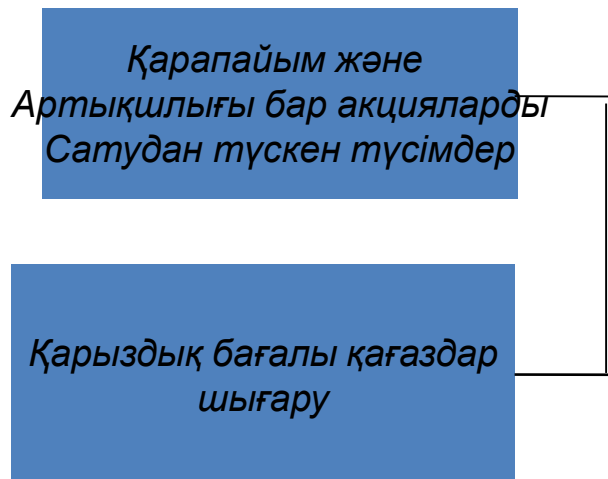 Қарапайым және
Артықшлығы бар акцияларды
Сатудан түскен түсімдер
Қарыздық бағалы қағаздар
шығару